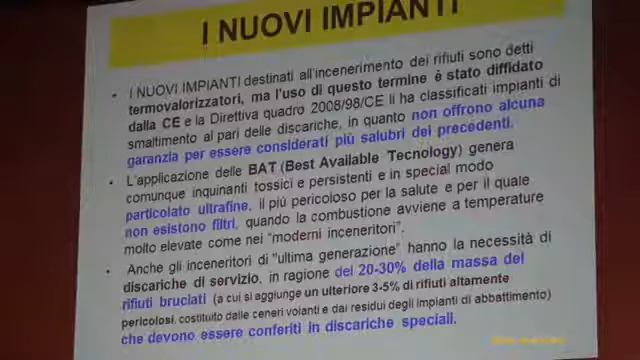 I NUOVI IMPIANTI
• I NUOVI IMPIANTI destinati all'incenerimento dei rifiuti sono detti
termovalorizzatori, ma l'uso di questo termine è stato diffidato
dalla CE e la Direttiva quadro 2008/98/CE li ha classificati impianti di
smaltimento al pari delle discariche, in quanto non offrono alcuna
garanzia per essere considerati più salubri dei precedenti.
• L'applicazione delle BAT (Best Available Tecnology) genera
comunque inquinanti tossici e persistenti e in special modo
particolato ultrafine, il più pericoloso per la salute e per il quale
non esistono filtri, quando la combustione avviene a temperature
molto elevate come nei "moderni inceneritori".
• Anche gli inceneritori di "ultima generazione" hanno la necessità di
discariche di servizio, in ragione del 20-30% della massa dei
rifiuti bruciati (a cui si aggiunge un ulteriore 3-5% di rifiuti altamente
pericolosi, costituito dalle ceneri volanti e dai residui degli impianti di abbattimento)
che devono essere conferiti in discariche speciali.